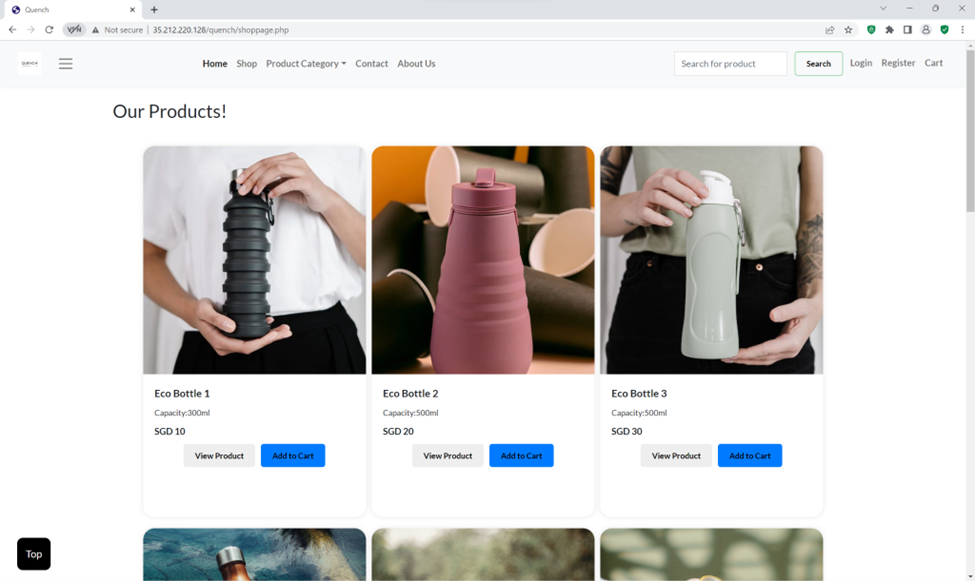 Quench
Not secure | 35.212.220.128/quench/shoppage.php
QUENCH
Home Shop Product Category Contact About Us Search for product Search Login Register Cart
Our Products!
Eco Bottle 1 Eco Bottle 2 Eco Bottle 3
Capacity:300ml Capacity:500ml Capacity:500ml
SGD 10 SGD 20 SGD 30
View Product Add to Cart View Product Add to Cart View Product Add to Cart
Top